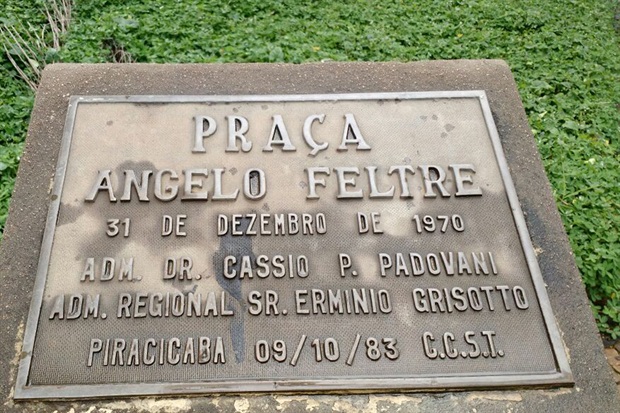 PRAÇA
ANGELO FELTRE
31 DE DEZEMBRO DE 1970
ADM. DR. CASSIO P. PADOVANI
ADM. REGIONAL SR. ERMINIO GRISOTTO
PIRACICABA 09/10/83 C.C.S.T.